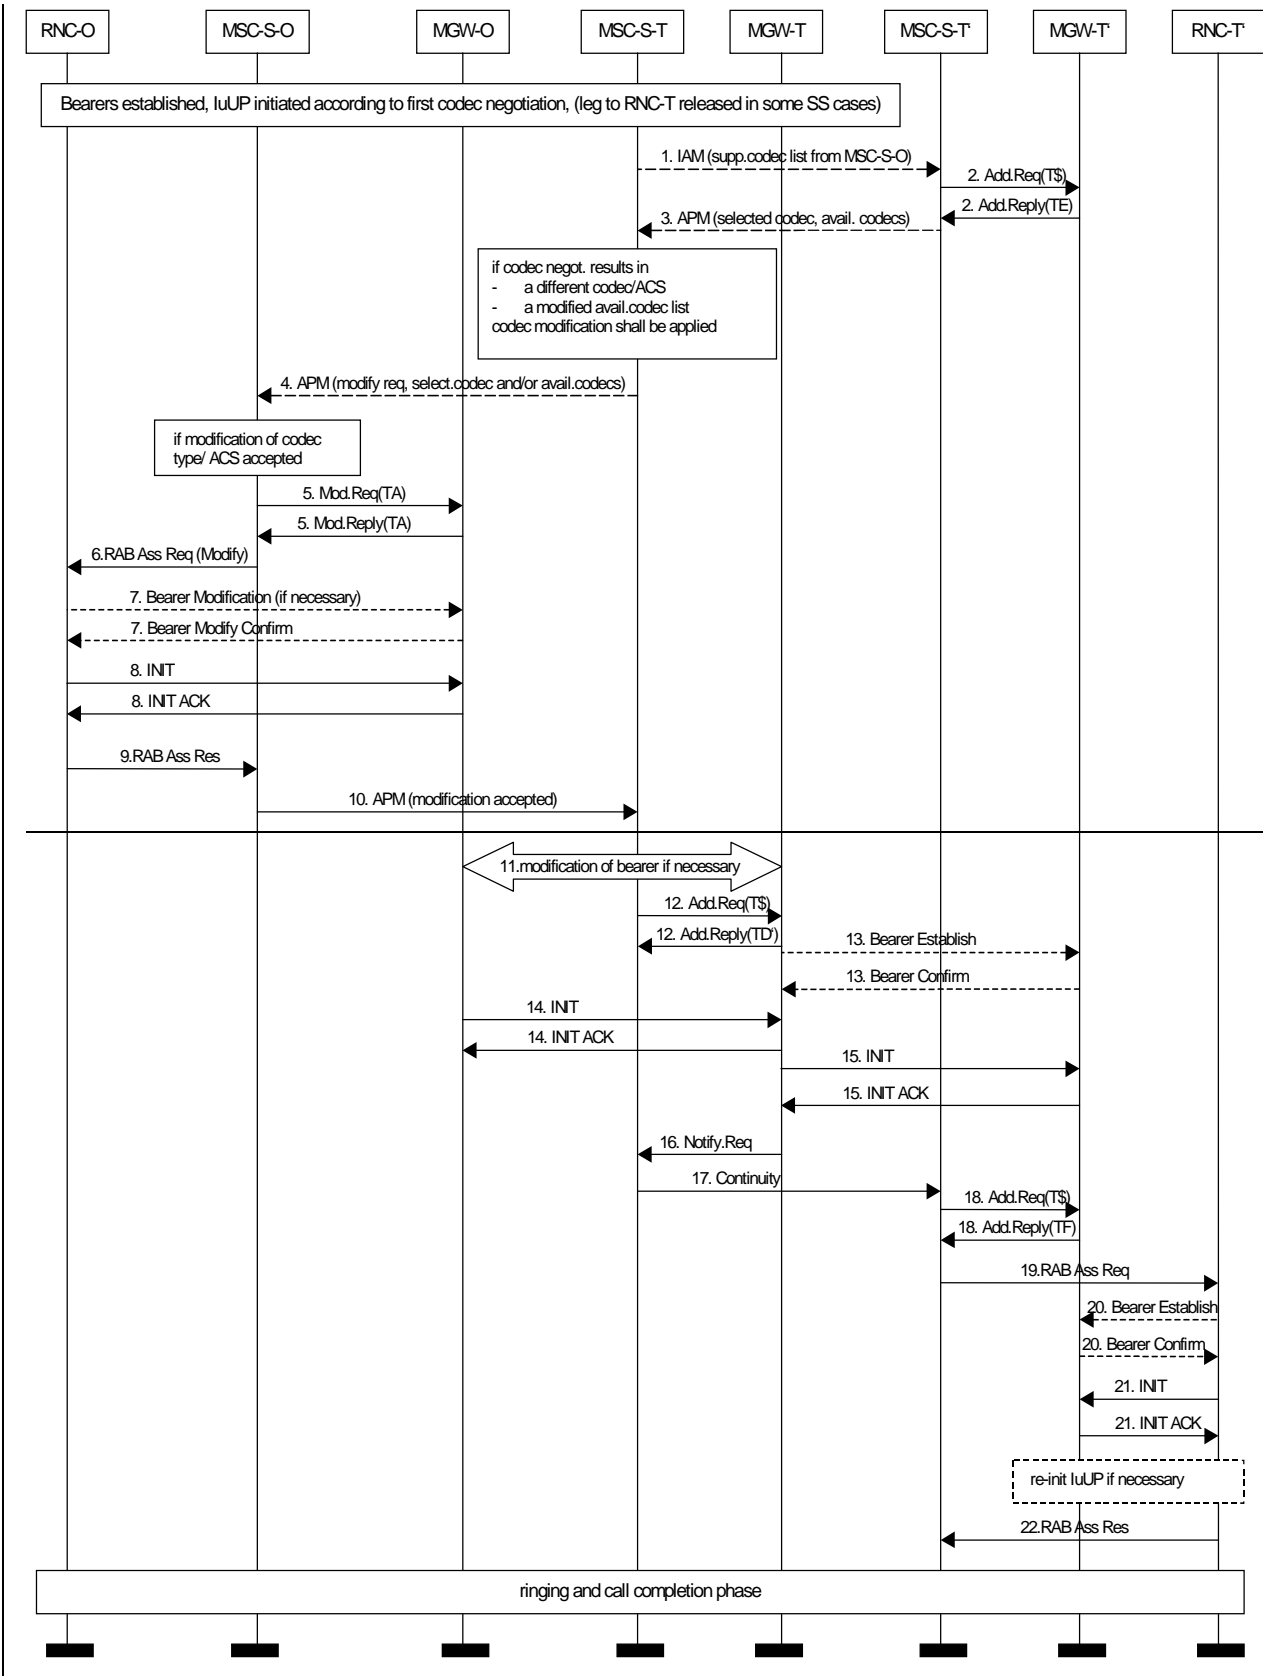 RNC-O
MSC-S-O
MGW-O
MSC-S-T
MGW-T
MSC-S-T'
MGW-T'
RNC-T'
Bearers established, IuUP initiated according to first codec negotiation, (leg to RNC-T released in some SS cases)
1. IAM (supp.codec list from MSC-S-O)
2. Add.Req(T$)
2. Add.Reply(TE)
3. APM (selected codec, avail. codecs)
if codec negot. results in
- a different codec/ACS
- a modified avail.codec list
codec modification shall be applied
4. APM (modify req, select.codec and/or avail.codecs)
if modification of codec
type/ ACS accepted
5. Mod.Req(TA)
5. Mod.Reply(TA)
6.RAB Ass Req (Modify)
7. Bearer Modification (if necessary)
7. Bearer Modify Confirm
8. INIT
8. INIT ACK
9.RAB Ass Res
10. APM (modification accepted)
11.modification of bearer if necessary
12. Add.Req(T$)
12. Add.Reply(TD')
13. Bearer Establish
13. Bearer Confirm
14. INIT
14. INIT ACK
15. INIT
15. INIT ACK
16. Notify.Req
17. Continuity
18. Add.Req(T$)
18. Add.Reply(TF)
19.RAB Ass Req
20. Bearer Establish
20. Bearer Confirm
21. INIT
21. INIT ACK
re-init IuUP if necessary
22.RAB Ass Res
ringing and call completion phase